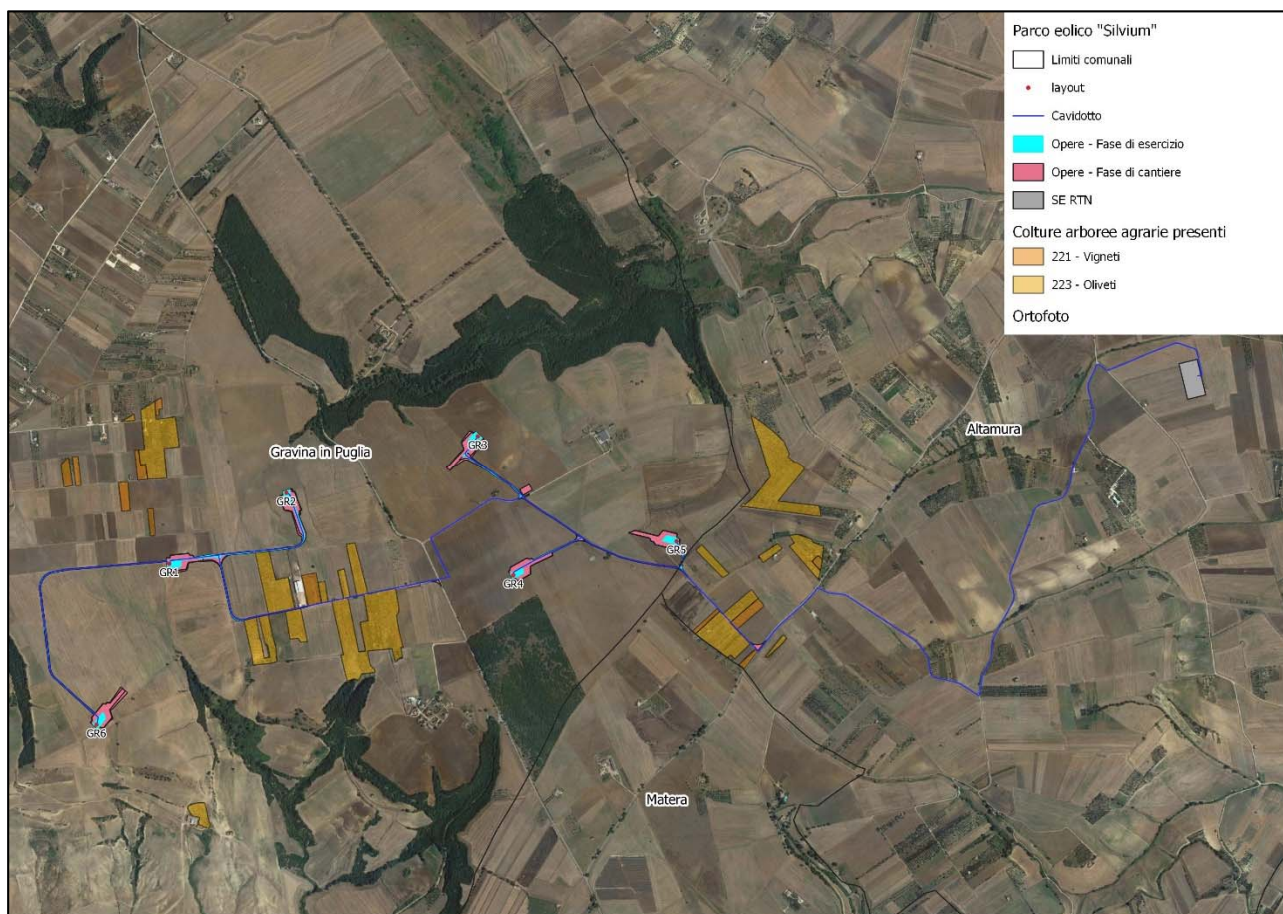 Parco eolico "Silvium"
Limiti comunali
layout
Cavidotto
Opere - Fase di esercizio
Opere - Fase di cantiere
SE RTN
Colture arboree agrarie presenti
221 - Vigneti
223 - Oliveti
Ortofoto
Altamura
GR3
Gravina in Puglia
GR2
GR5
GR1
GR4
GR6
Matera